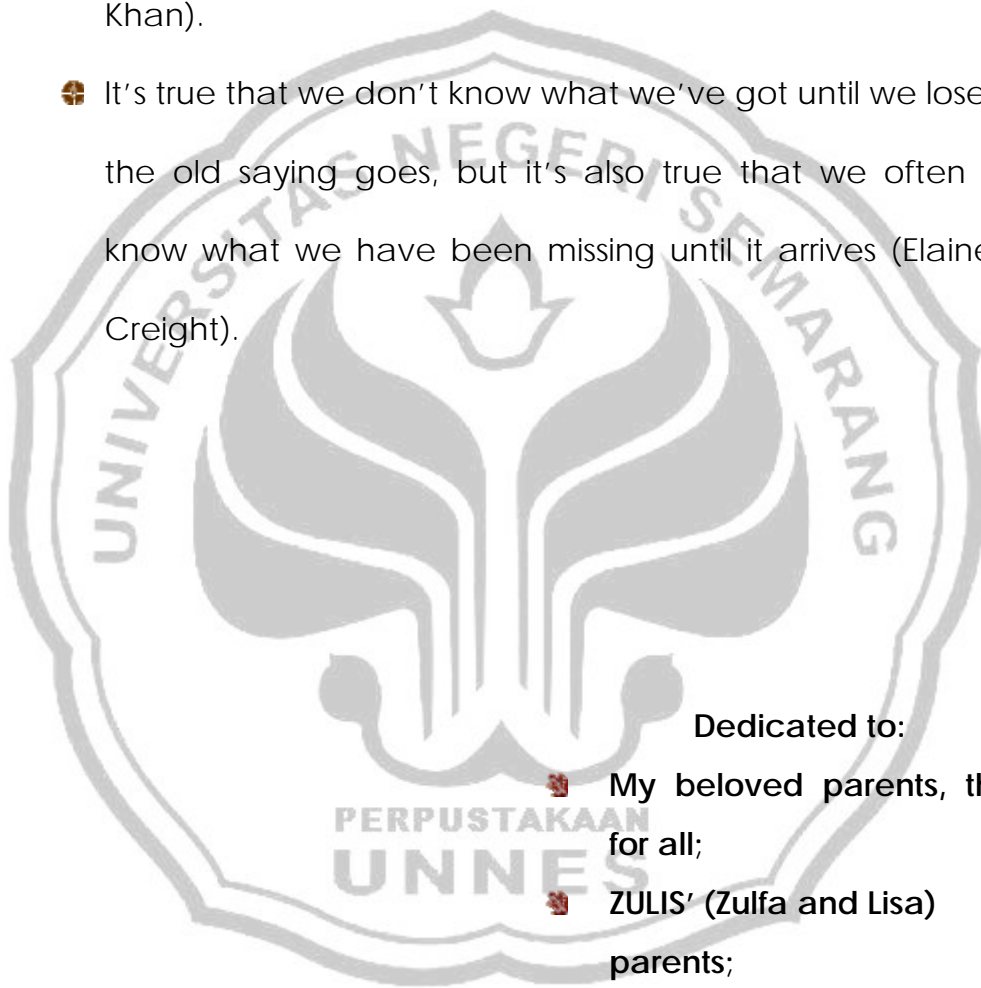 Khan).
It's true that we don't know what we've got until we lose
the old saying goes, but it's also true that we often
know what we have been missing until it arrives (Elaine
Creight).
UNIVERSITAS NEGERI SEMARANG
Dedicated to:
My beloved parents, th
for all;
PERPUSTAKAAN
UNNES
ZULIS' (Zulfa and Lisa)
parents;